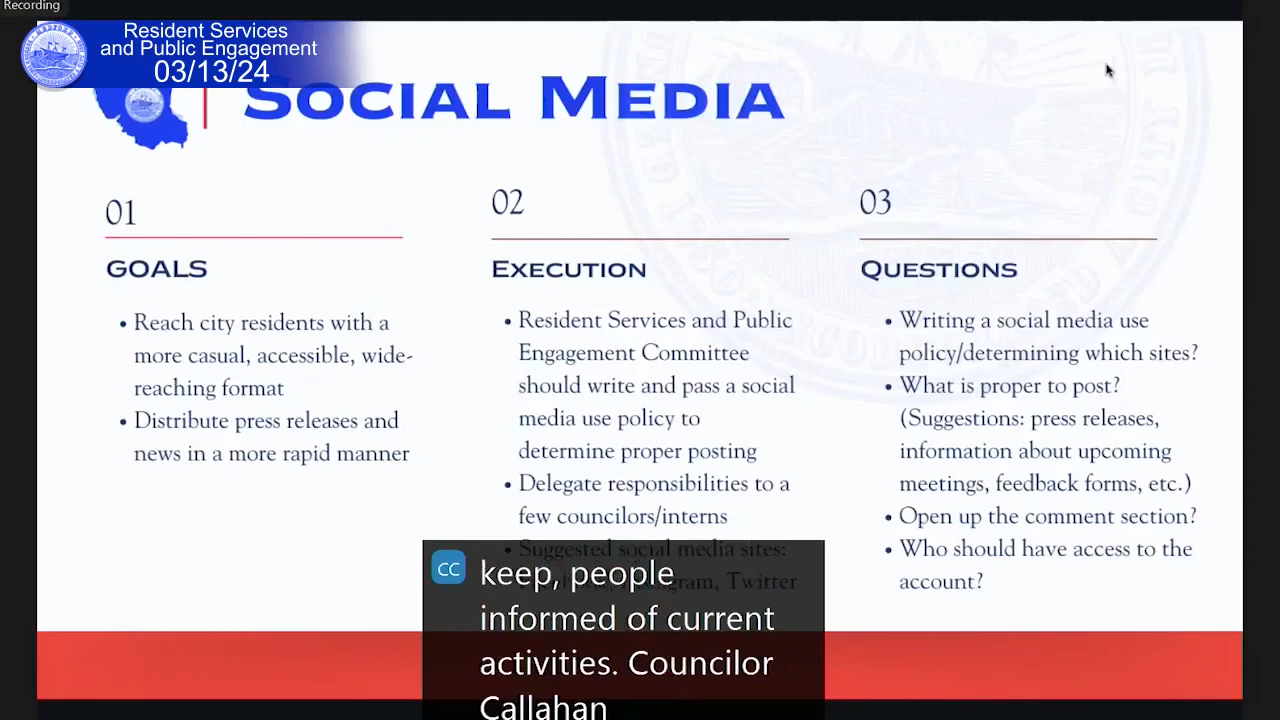 Recording
Resident Services
and Public Engagement
03/13/24
Social Media
01
GOALS
• Reach city residents with a
more casual, accessible, wide-
reaching format
• Distribute press releases and
news in a more rapid manner
02
Execution
• Resident Services and Public
Engagement Committee
should write and pass a social
media use policy to
determine proper posting
• Delegate responsibilities to a
few councilors/interns
• Suggested social media sites:
Twitter
03
Questions
• Writing a social media use
policy/determining which sites?
• What is proper to post?
(Suggestions: press releases,
information about upcoming
meetings, feedback forms, etc.)
• Open up the comment section?
• Who should have access to the
account?
CC
keep, people
informed of current
activities. Councilor
Callahan